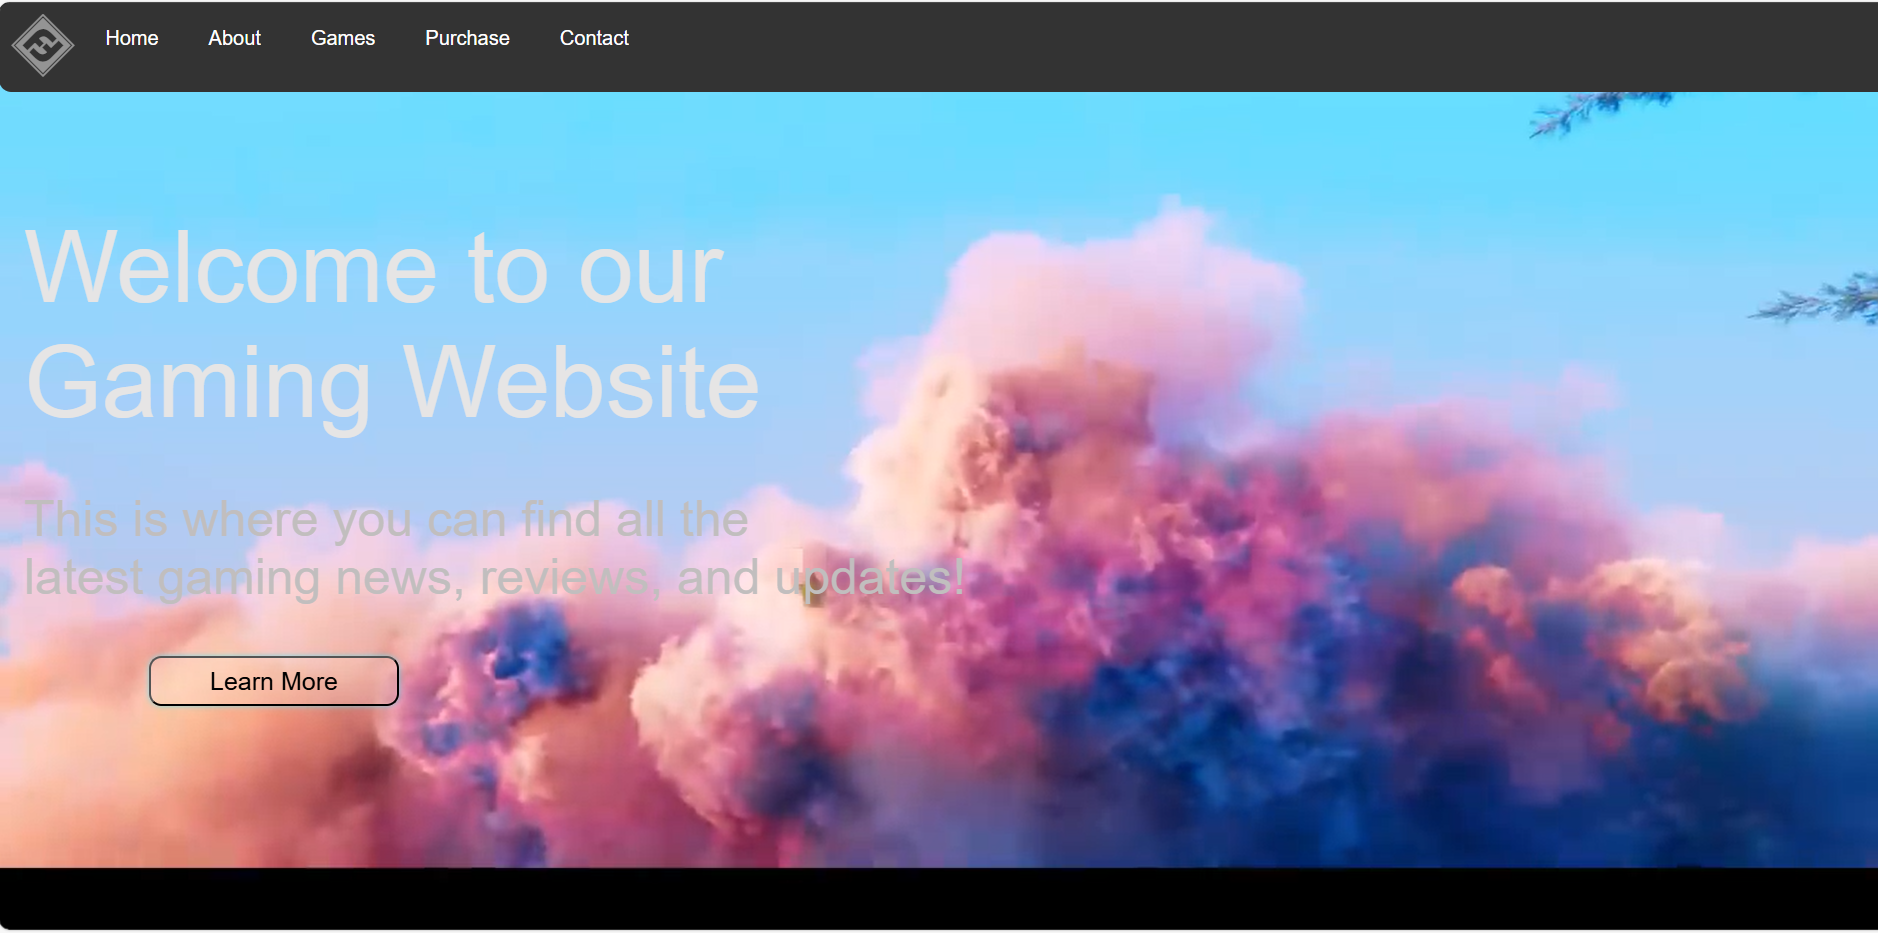 Home
About
Games
Purchase
Contact
Welcome to our
Gaming Website
This is where you can find all the
latest gaming news, reviews, and updates!
Learn More